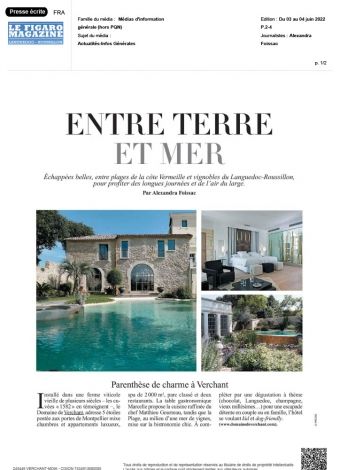 Presse écrite FRA
LE FIGARO
MAGAZINE
LANGUEDOC - ROUSSILLON
Famille du média : Médias d'information
générale (hors PQN)
Sujet du média :
Actualités-Infos Générales
Edition : Du 03 au 04 juin 2022
P.2-4
Journalistes : Alexandra
Foissac
p. 1/2
ENTRE TERRE
ET MER
Échappées belles, entre plages de la côte Vermeille et vignobles du Languedoc-Roussillon,
pour profiter des longues journées et de l'air du large.
Par Alexandra Foissac
Parenthèse de charme à Verchant
Installé dans une ferme viticole
vieille de plusieurs siècles – les cu-
vées « 1582 » en témoignent –, le
Domaine de Verchant, adresse 5 étoiles
postée aux portes de Montpellier mixe
chambres et appartements luxueux,
spa de 2 000 m², parc classé et deux
restaurants. La table gastronomique
Marcelle propose la cuisine raffinée du
chef Matthieu Gourreau, tandis que la
Plage, au milieu d'une mer de vignes,
mise sur la bistronomie chic. À com-
pléter par une dégustation à thème
(chocolat, Languedoc, champagne,
vieux millésimes…) pour une escapade
détente en couple ou en famille, l'hôtel
se voulant kid et dog-friendly.
(www.domainedeverchant.com).
Tous droits de reproduction et de représentation réservés au titulaire de droits de propriété intellectuelle